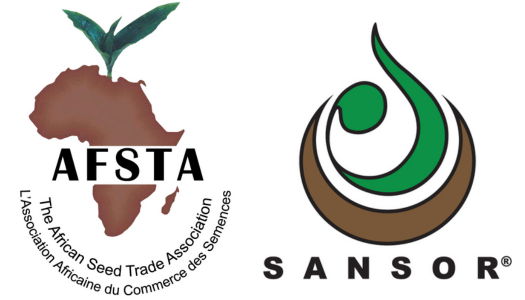 AFSTA
The African Seed Trade Association
L'Association Africaine du Commerce des Semences
SANSOR®